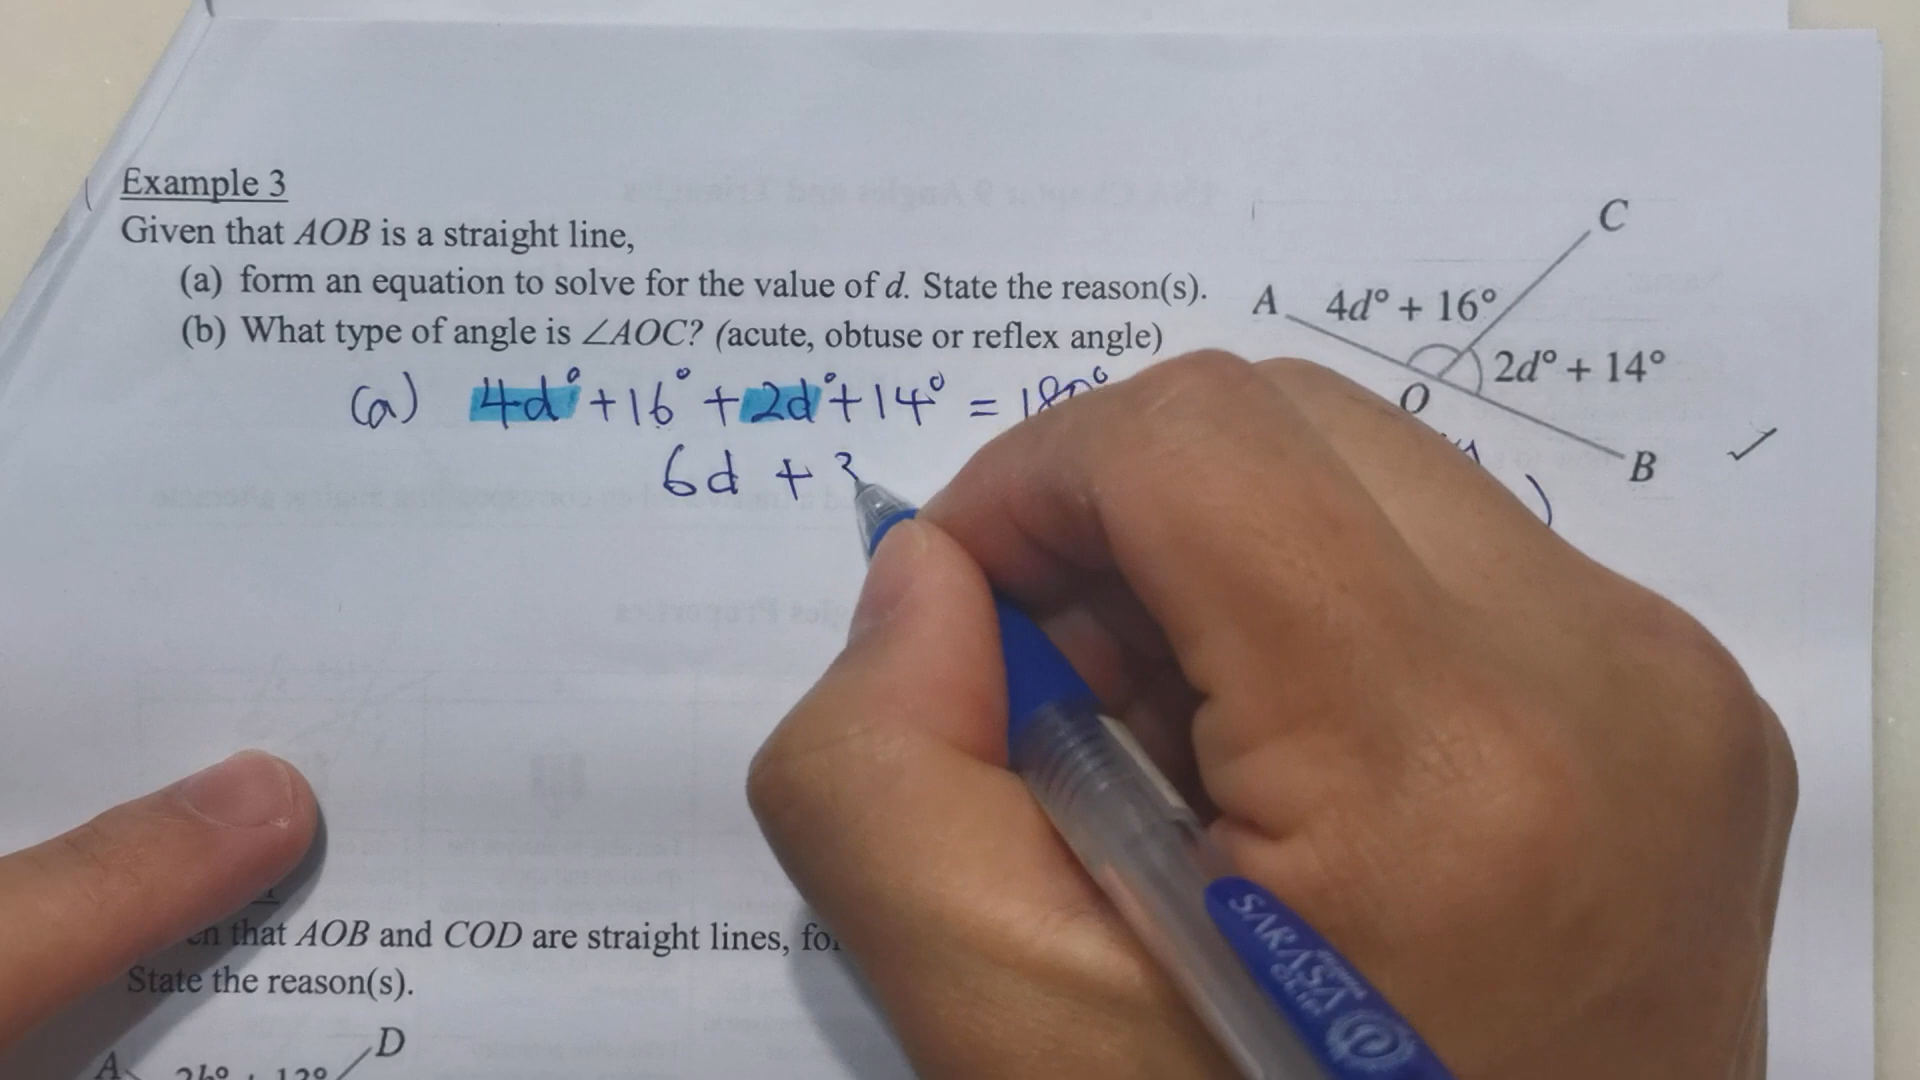 Example 3
Given that AOB is a straight line,
(a) form an equation to solve for the value of d. State the reason(s).
(b) What type of angle is ∠AOC? (acute, obtuse or reflex angle)
C
A
4d° + 16°
2d° + 14°
O
B
(a) 4d° + 16° + 2d° + 14° = 180°
6d + 3
)
that AOB and COD are straight lines,
State the reason(s).
D
A
SARASA